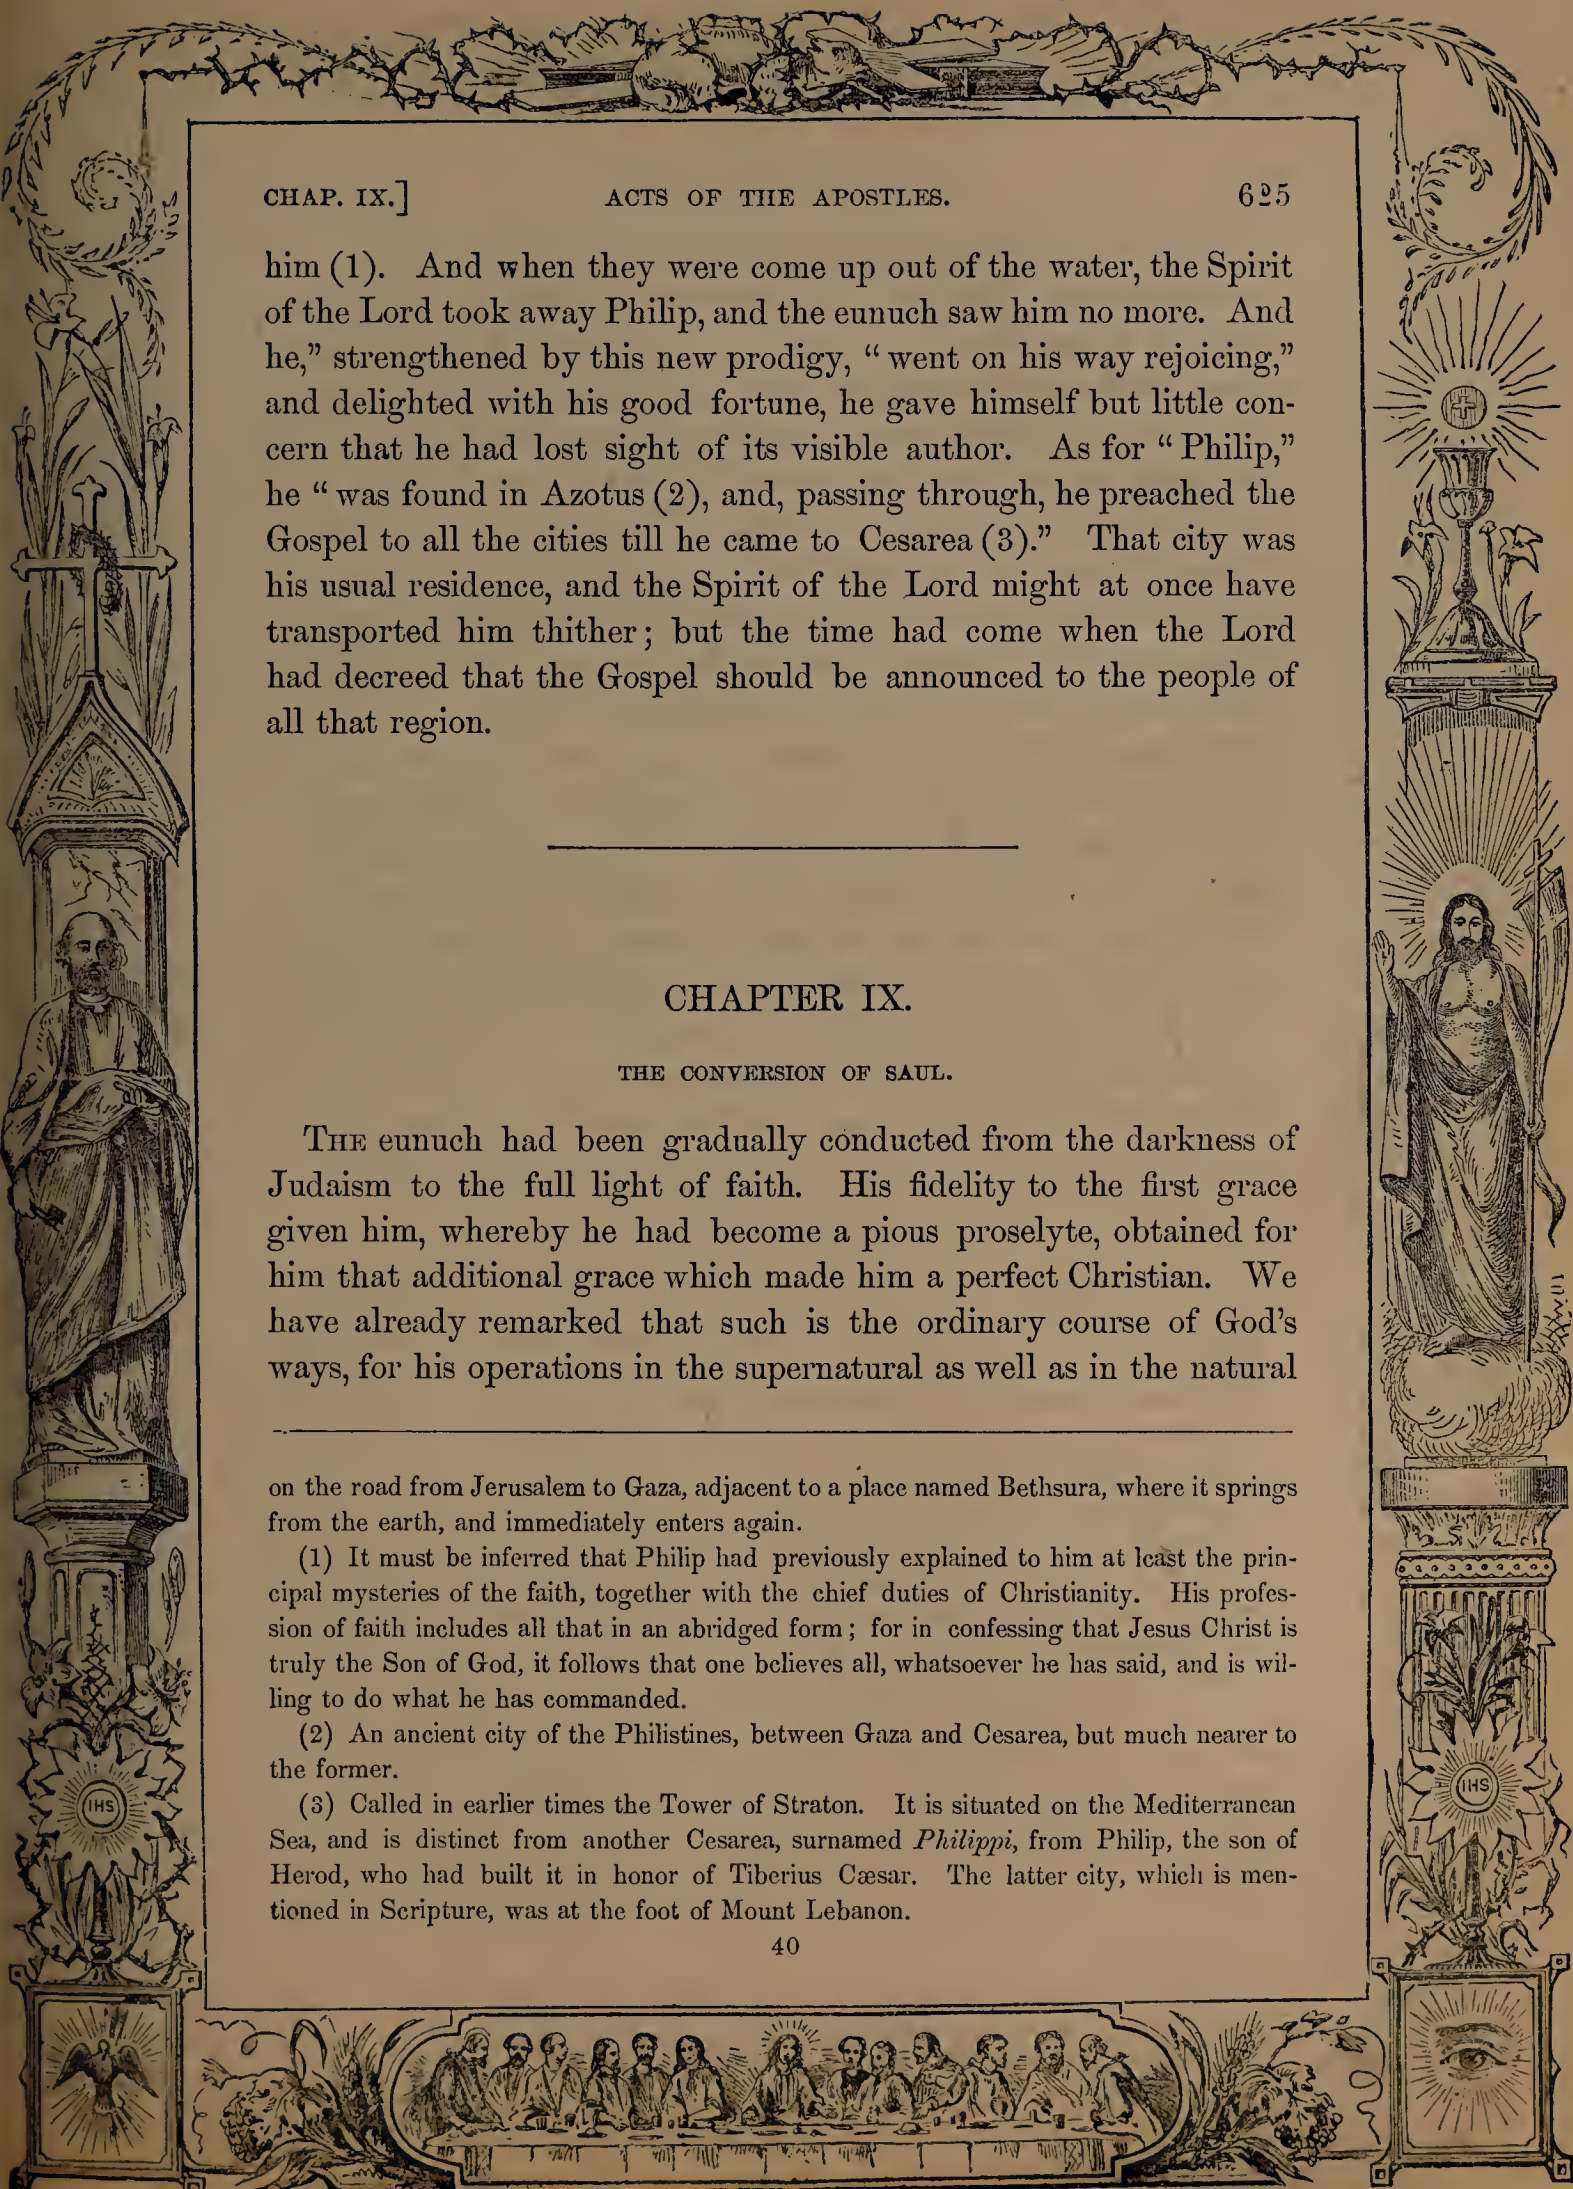 CHAP. IX.] ACTS OF THE APOSTLES. 625
him (1). And when they were come up out of the water, the Spirit
of the Lord took away Philip, and the eunuch saw him no more. And
he,” strengthened by this new prodigy, “went on his way rejoicing,”
and delighted with his good fortune, he gave himself but little con-
cern that he had lost sight of its visible author. As for “Philip,”
he “was found in Azotus (2), and, passing through, he preached the
Gospel to all the cities till he came to Cesarea (3).” That city was
his usual residence, and the Spirit of the Lord might at once have
transported him thither; but the time had come when the Lord
had decreed that the Gospel should be announced to the people of
all that region.
CHAPTER IX.
THE CONVERSION OF SAUL.
THE eunuch had been gradually conducted from the darkness of
Judaism to the full light of faith. His fidelity to the first grace
given him, whereby he had become a pious proselyte, obtained for
him that additional grace which made him a perfect Christian. We
have already remarked that such is the ordinary course of God’s
ways, for his operations in the supernatural as well as in the natural
on the road from Jerusalem to Gaza, adjacent to a place named Bethsura, where it springs
from the earth, and immediately enters again.
(1) It must be inferred that Philip had previously explained to him at least the prin-
cipal mysteries of the faith, together with the chief duties of Christianity. His profes-
sion of faith includes all that in an abridged form; for in confessing that Jesus Christ is
truly the Son of God, it follows that one believes all, whatsoever he has said, and is wil-
ling to do what he has commanded.
(2) An ancient city of the Philistines, between Gaza and Cesarea, but much nearer to
the former.
(3) Called in earlier times the Tower of Straton. It is situated on the Mediterranean
Sea, and is distinct from another Cesarea, surnamed Philippi, from Philip, the son of
Herod, who had built it in honor of Tiberius Cæsar. The latter city, which is men-
tioned in Scripture, was at the foot of Mount Lebanon.
40
IHS
IHS